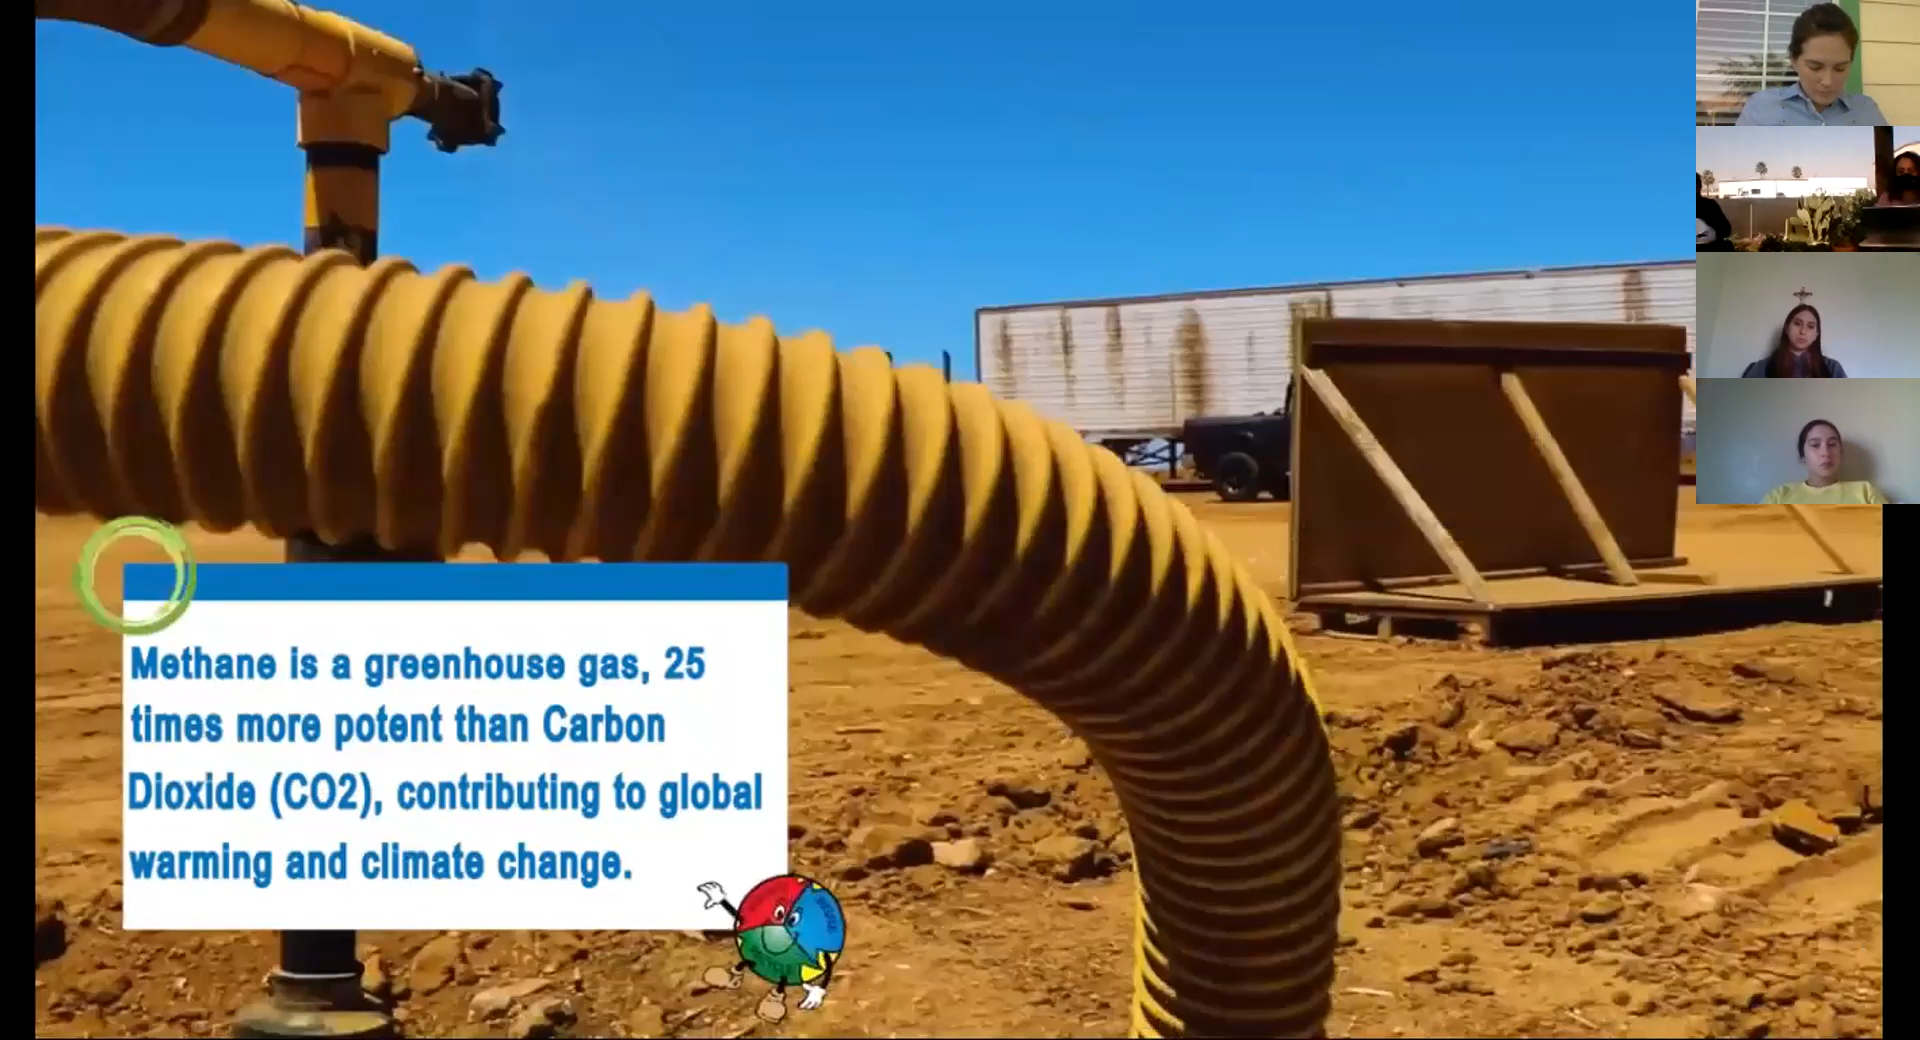 Methane is a greenhouse gas, 25
times more potent than Carbon
Dioxide (CO2), contributing to global
warming and climate change.